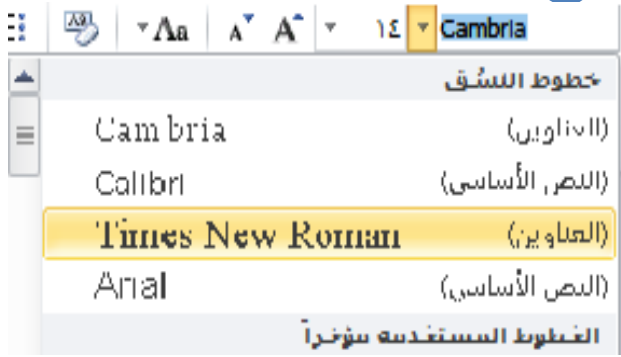 Cambria ١٤ A A Aa
خطوط النسُق
(العناوين) Cambria
(النص الأساسي) Calibri
(العناوين) Times New Roman
(النص الأساسي) Arial
الخطوط المستخدمة مؤخراً